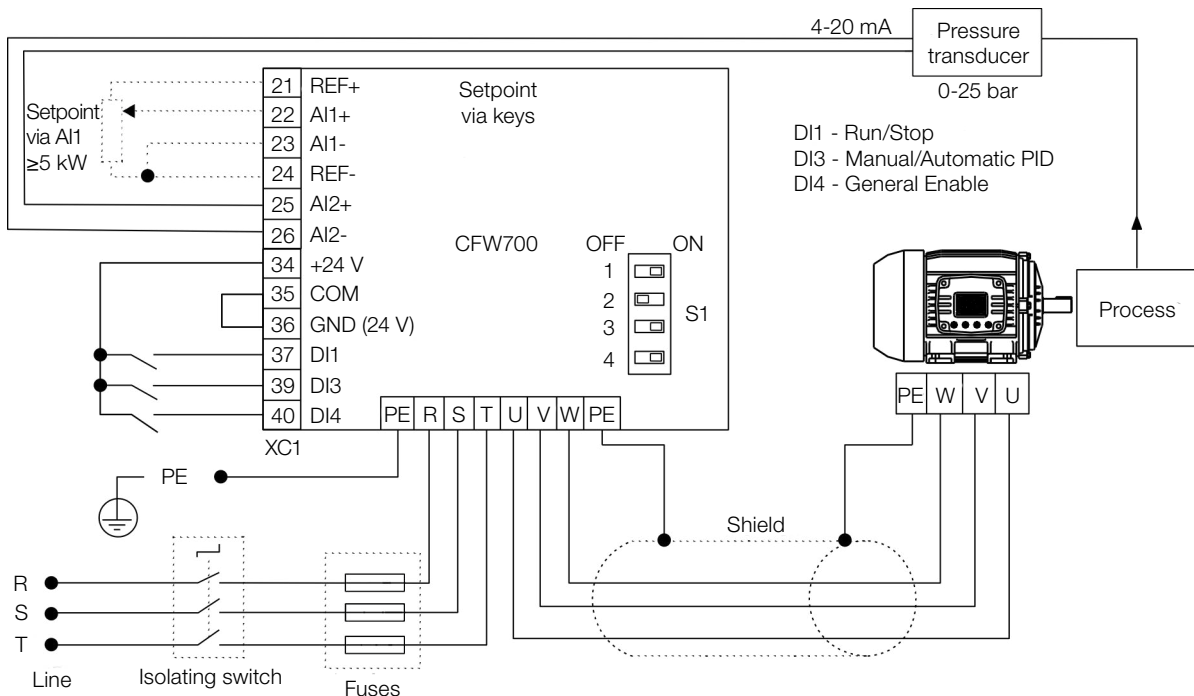 4-20 mA
Pressure
transducer
0-25 bar
Setpoint
via AI1
≥5 kW
21 REF+
22 AI1+
23 AI1-
24 REF-
25 AI2+
26 AI2-
34 +24 V
35 COM
36 GND (24 V)
37 DI1
39 DI3
40 DI4
XC1
Setpoint
via keys
CFW700
OFF ON
1
2
3
4
S1
DI1 - Run/Stop
DI3 - Manual/Automatic PID
DI4 - General Enable
Process
PE R S T U V W PE
PE W V U
PE
Shield
R
S
T
Line
Isolating switch
Fuses